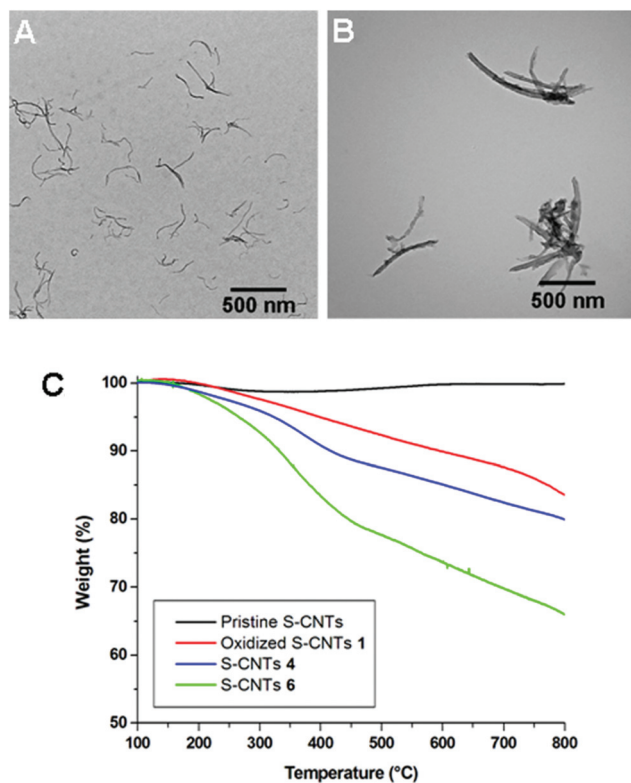 A
B
500 nm
500 nm
C
100
90
80
70
60
50
Weight (%)
Pristine S-CNTs
Oxidized S-CNTs 1
S-CNTs 4
S-CNTs 6
100 200 300 400 500 600 700 800
Temperature (°C)